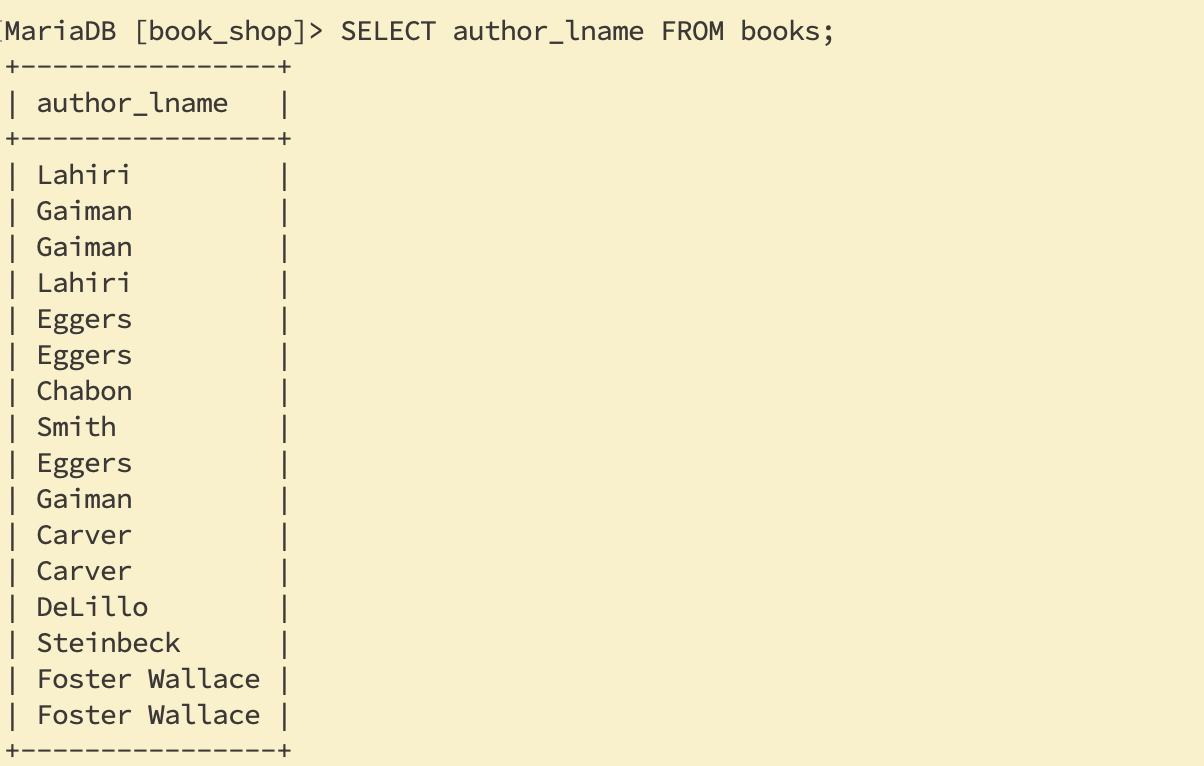 [MariaDB [book_shop]> SELECT author_lname FROM books;
+----------------+
| author_lname   |
+----------------+
| Lahiri         |
| Gaiman         |
| Gaiman         |
| Lahiri         |
| Eggers         |
| Eggers         |
| Chabon         |
| Smith          |
| Eggers         |
| Gaiman         |
| Carver         |
| Carver         |
| DeLillo        |
| Steinbeck      |
| Foster Wallace |
| Foster Wallace |
+----------------+